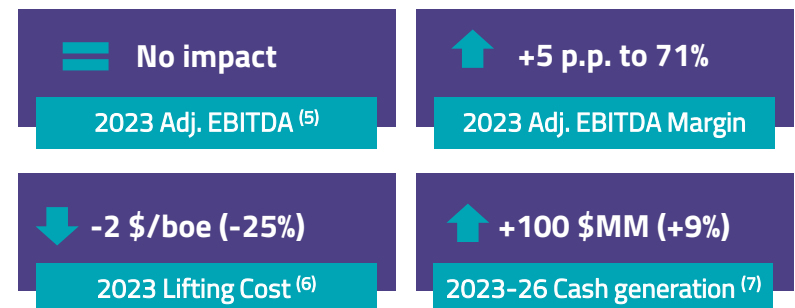 No impact
2023 Adj. EBITDA (5)
+5 p.p. to 71%
2023 Adj. EBITDA Margin
-2 $/boe (-25%)
2023 Lifting Cost (6)
+100 $MM (+9%)
2023-26 Cash generation (7)